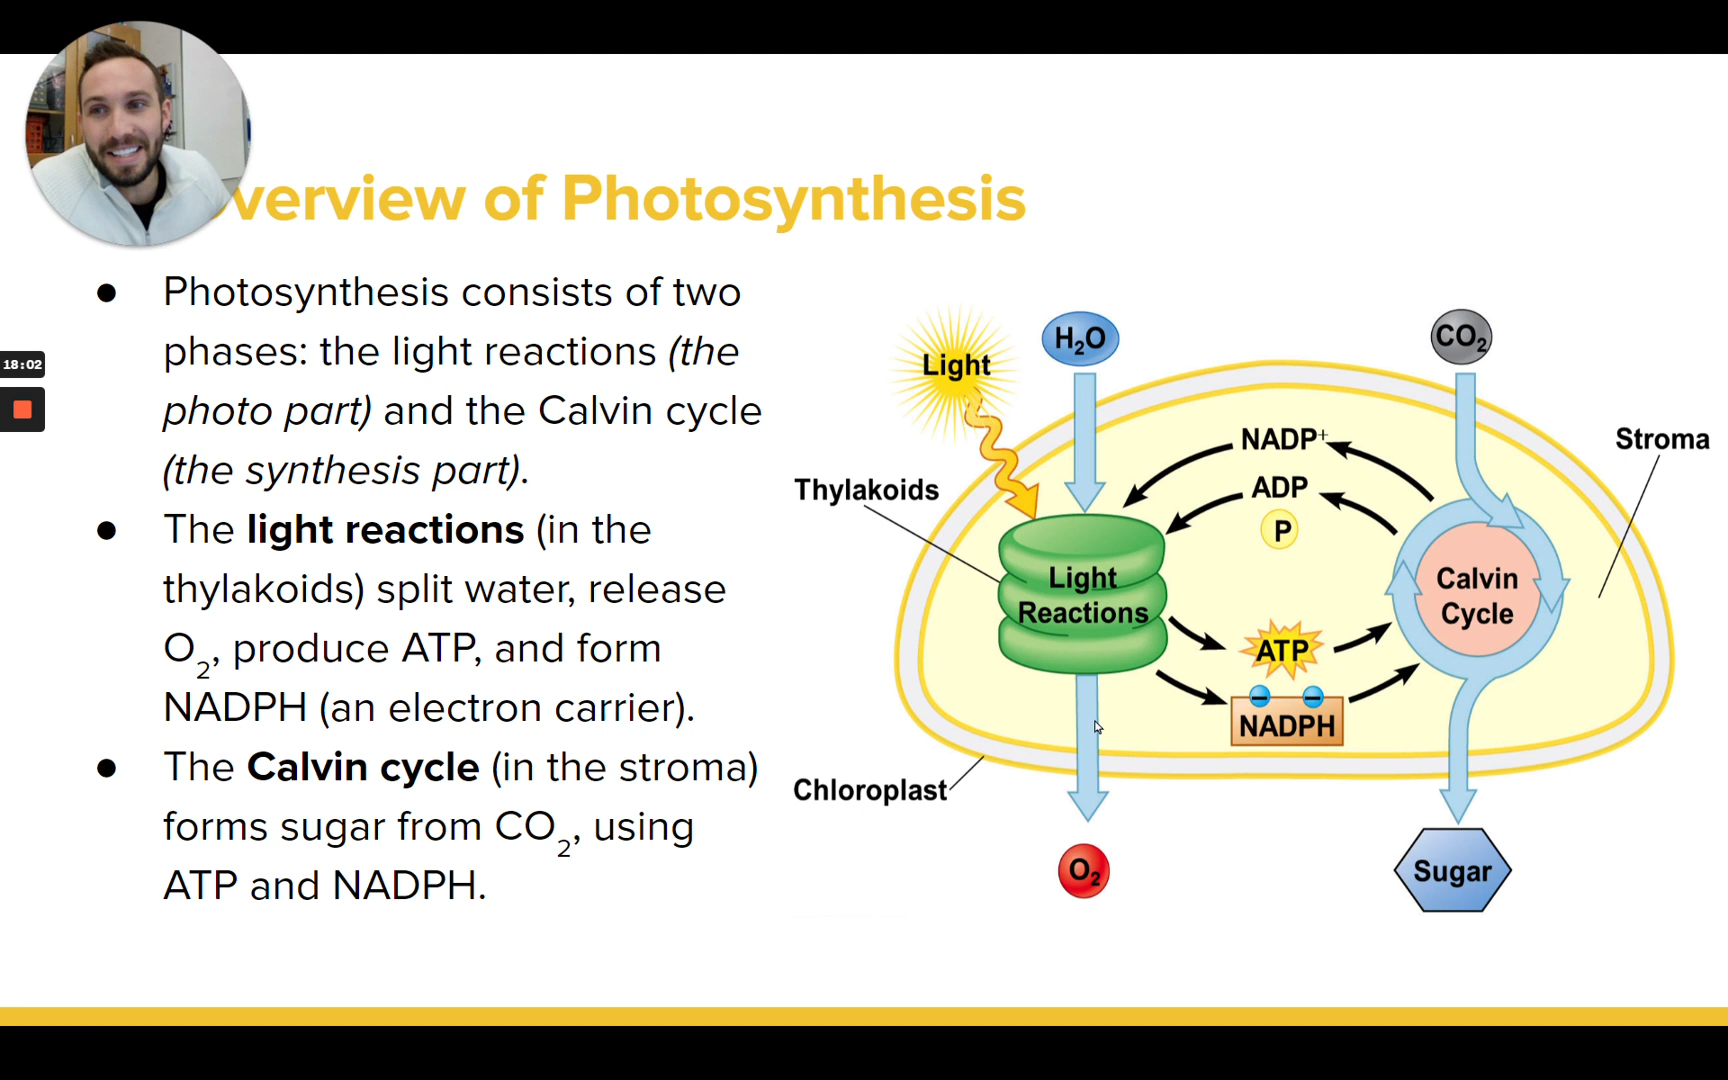 verview of Photosynthesis
● Photosynthesis consists of two
phases: the light reactions (the
photo part) and the Calvin cycle
(the synthesis part).
● The light reactions (in the
thylakoids) split water, release
O₂, produce ATP, and form
NADPH (an electron carrier).
● The Calvin cycle (in the stroma)
forms sugar from CO₂, using
ATP and NADPH.
18:02
Light
H₂O
CO₂
Stroma
NADP⁺
Thylakoids
ADP
P
Light
Reactions
Calvin
Cycle
ATP
NADPH
Chloroplast
O₂
Sugar